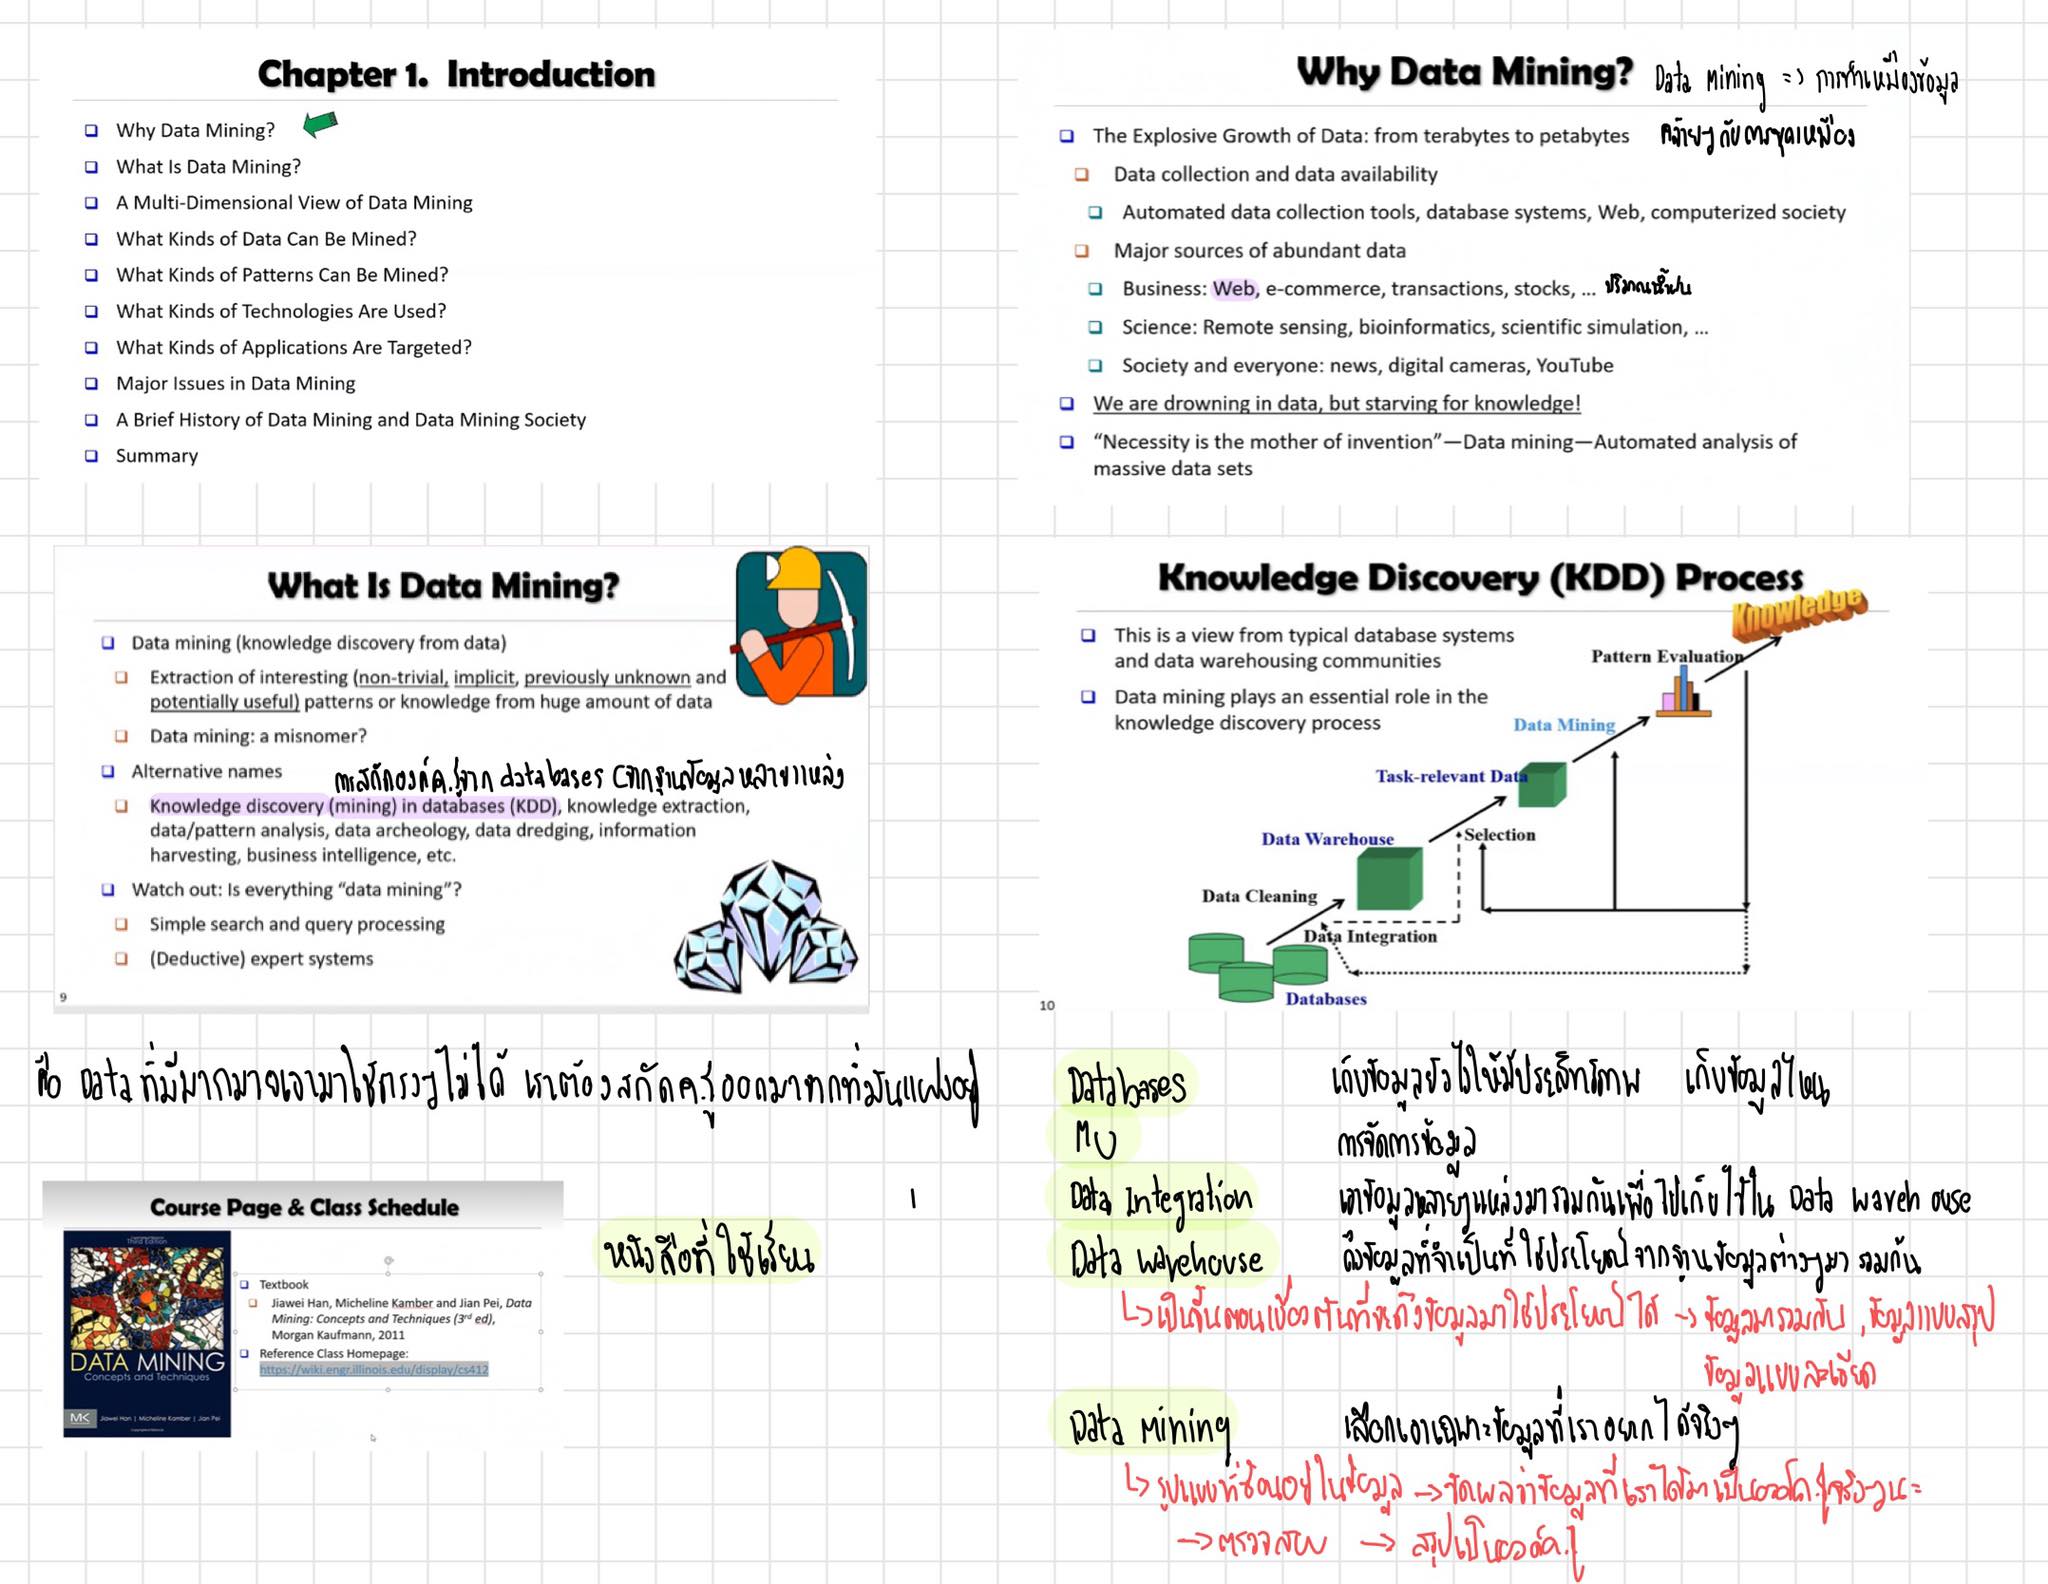 Chapter 1. Introduction
Why Data Mining?
What Is Data Mining?
A Multi-Dimensional View of Data Mining
What Kinds of Data Can Be Mined?
What Kinds of Patterns Can Be Mined?
What Kinds of Technologies Are Used?
What Kinds of Applications Are Targeted?
Major Issues in Data Mining
A Brief History of Data Mining and Data Mining Society
Summary
Why Data Mining?
Data Mining => การทำเหมืองข้อมูล
คล้ายๆกับการขุดเหมือง
The Explosive Growth of Data: from terabytes to petabytes
Data collection and data availability
Automated data collection tools, database systems, Web, computerized society
Major sources of abundant data
Business: Web, e-commerce, transactions, stocks, ...
Science: Remote sensing, bioinformatics, scientific simulation, ...
Society and everyone: news, digital cameras, YouTube
We are drowning in data, but starving for knowledge!
“Necessity is the mother of invention”—Data mining—Automated analysis of
massive data sets
What Is Data Mining?
Data mining (knowledge discovery from data)
Extraction of interesting (non-trivial, implicit, previously unknown and
potentially useful) patterns or knowledge from huge amount of data
Data mining: a misnomer?
Alternative names
การสกัดองค์ค.รู้จาก databases (จากฐานข้อมูลหลายแหล่ง
Knowledge discovery (mining) in databases (KDD), knowledge extraction,
data/pattern analysis, data archeology, data dredging, information
harvesting, business intelligence, etc.
Watch out: Is everything “data mining”?
Simple search and query processing
(Deductive) expert systems
9
Knowledge Discovery (KDD) Process
This is a view from typical database systems
and data warehousing communities
Data mining plays an essential role in the
knowledge discovery process
Knowledge
Pattern Evaluation
Data Mining
Task-relevant Data
Selection
Data Warehouse
Data Cleaning
Data Integration
Databases
10
คือ Data ที่มีมากมายเอามาใช้ตรงๆไม่ได้ เราต้องสกัดค.รู้ออกมาจากที่มันแฝงอยู่
Course Page & Class Schedule
Third Edition
DATA MINING
Concepts and Techniques
MK
Jiawei Han | Micheline Kamber | Jian Pei
Textbook
Jiawei Han, Micheline Kamber and Jian Pei, Data
Mining: Concepts and Techniques (3rd ed),
Morgan Kaufmann, 2011
Reference Class Homepage:
https://wiki.engr.illinois.edu/display/cs412
หนังสือที่ใช้เรียน
Databases เก็บข้อมูลยังไงให้มีประสิทธิภาพ เก็บข้อมูลไหน
การจัดการข้อมูล
Data Integration เอาข้อมูลหลายๆแหล่งมารวมกันเพื่อไปเก็บไว้ใน Data warehouse
Data warehouse ดึงข้อมูลที่จำเป็นที่ใช้ประโยชน์จากฐานข้อมูลต่างๆมารวมกัน
↳ เป็นขั้นตอนเบื้องต้นที่จะดึงข้อมูลมาใช้ประโยชน์ได้ → ข้อมูลมารวมกัน, ข้อมูลแบบสรุป
ข้อมูลแบบละเอียด
Data Mining เลือกเอาเฉพาะข้อมูลที่เราอยากได้จริงๆ
↳ รูปแบบที่ซ่อนอยู่ในข้อมูล → วัดผลว่าข้อมูลที่เราได้มาเป็นองค์ค.รู้จริงๆนะ
→ ตรวจสอบ → สรุปเป็นองค์ค.รู้